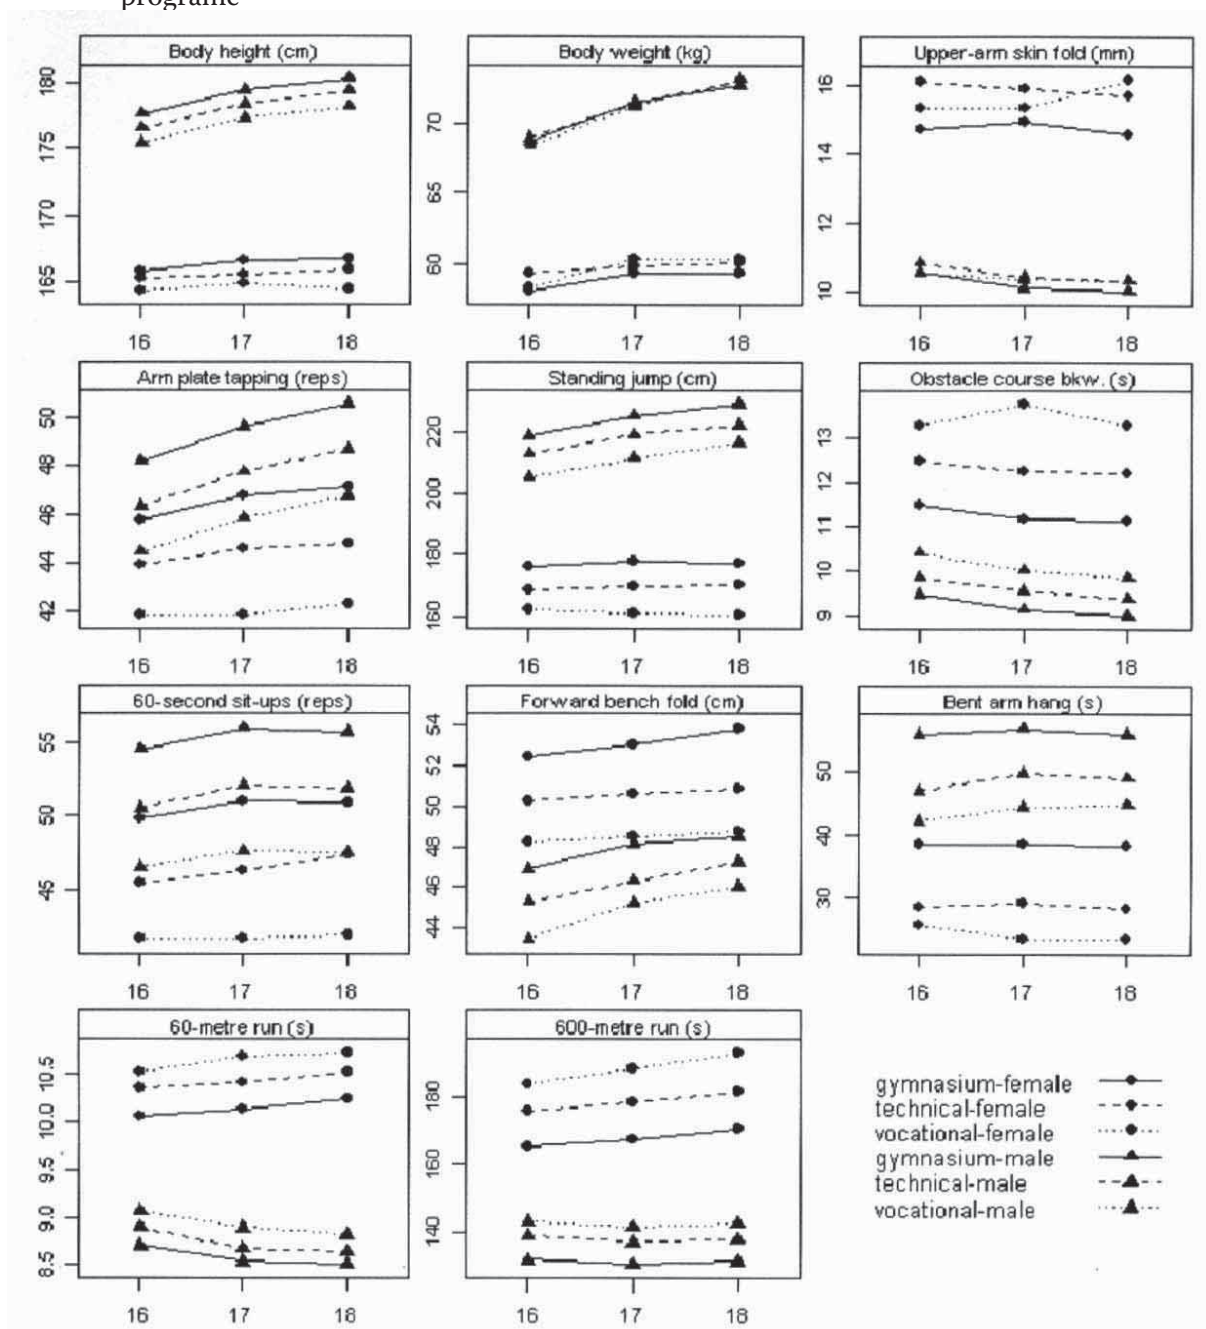 programe
Body height (cm)
Body weight (kg)
Upper-arm skin fold (mm)
180
175
170
165
70
65
60
16
14
12
10
16 17 18
16 17 18
16 17 18
Arm plate tapping (reps)
Standing jump (cm)
Obstacle course bkw. (s)
50
48
46
44
42
220
200
180
160
13
12
11
10
9
16 17 18
16 17 18
16 17 18
60-second sit-ups (reps)
Forward bench fold (cm)
Bent arm hang (s)
55
50
45
54
52
50
48
46
44
50
40
30
16 17 18
16 17 18
16 17 18
60-metre run (s)
600-metre run (s)
10.5
10.0
9.5
9.0
8.5
180
160
140
16 17 18
16 17 18
gymnasium-female
technical-female
vocational-female
gymnasium-male
technical-male
vocational-male